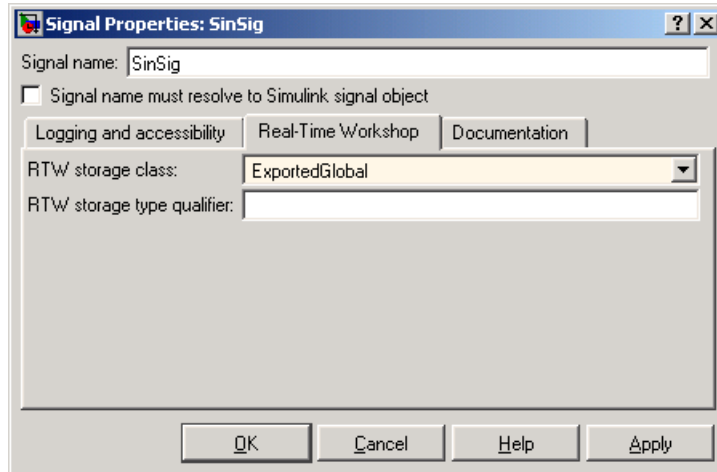 Signal Properties: SinSig
Signal name: SinSig
Signal name must resolve to Simulink signal object
Logging and accessibility Real-Time Workshop Documentation
RTW storage class: ExportedGlobal
RTW storage type qualifier:
OK Cancel Help Apply